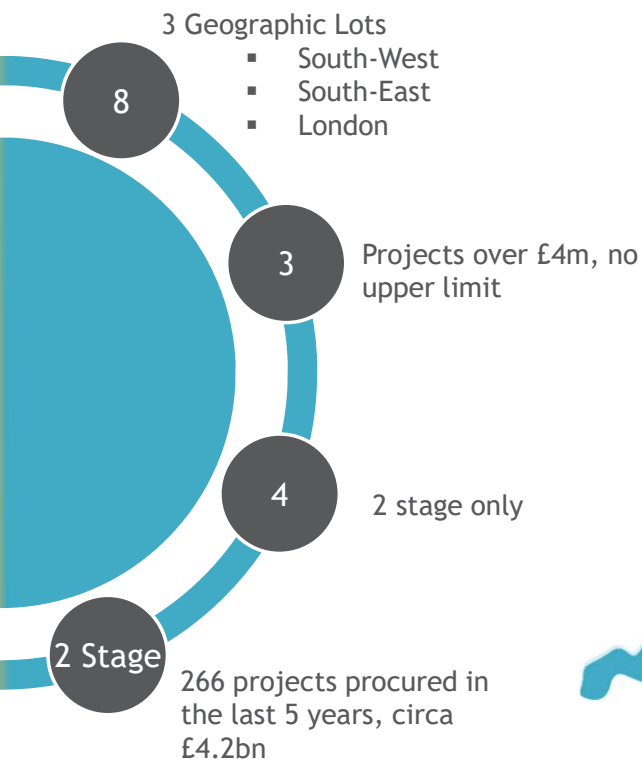 3 Geographic Lots
▪ South-West
▪ South-East
▪ London
8
3
Projects over £4m, no
upper limit
4
2 stage only
2 Stage
266 projects procured in
the last 5 years, circa
£4.2bn